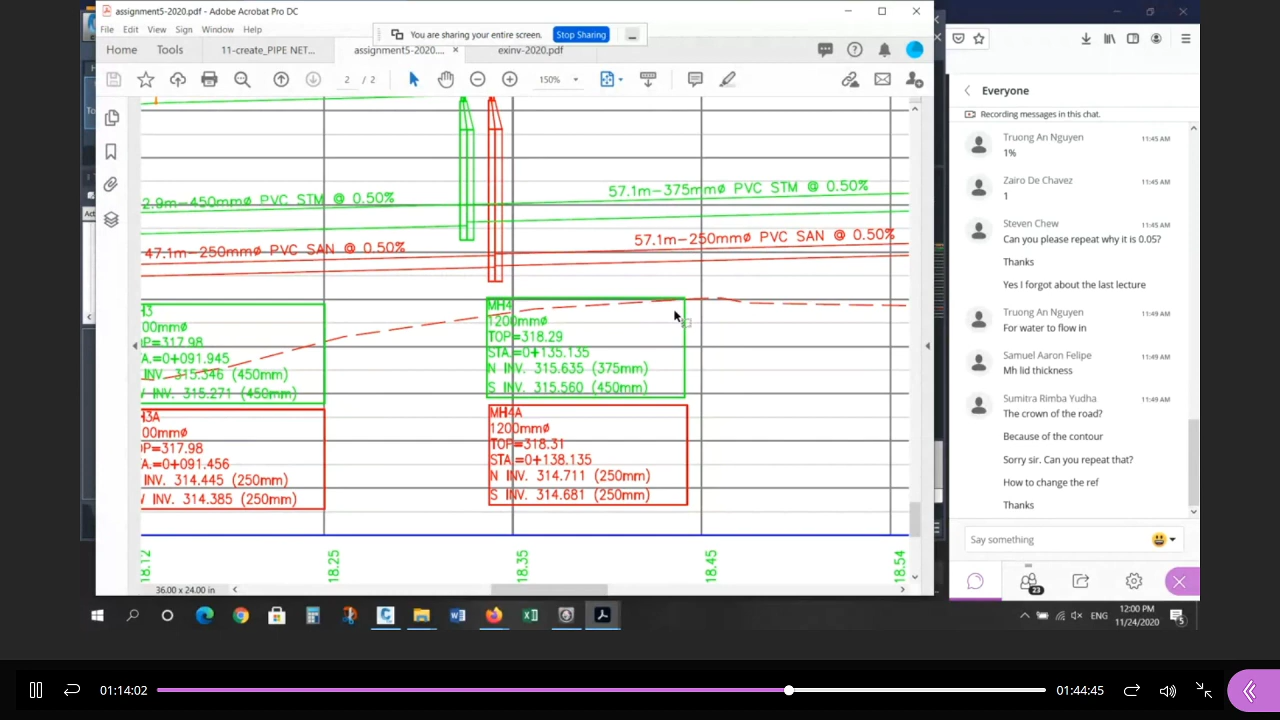 assignment5-2020.pdf - Adobe Acrobat Pro DC
File Edit View Sign Window Help
You are sharing your entire screen. Stop Sharing
Home Tools 11-create_PIPE NET... assignment5-2020.... exinv-2020.pdf
2 / 2 150%
2.9m-450mmø PVC STM @ 0.50%
57.1m-375mmø PVC STM @ 0.50%
47.1m-250mmø PVC SAN @ 0.50%
57.1m-250mmø PVC SAN @ 0.50%
H3
00mmø
OP=317.98
A.=0+091.945
INV. 315.346 (450mm)
INV. 315.271 (450mm)
MH4
1200mmø
TOP=318.29
STA.=0+135.135
N INV. 315.635 (375mm)
S INV. 315.560 (450mm)
H3A
00mmø
OP=317.98
A.=0+091.456
INV. 314.445 (250mm)
INV. 314.385 (250mm)
MH4A
1200mmø
TOP=318.31
STA.=0+138.135
N INV. 314.711 (250mm)
S INV. 314.681 (250mm)
18.12
18.25
18.35
18.45
18.54
36.00 x 24.00 in
Everyone
Recording messages in this chat.
Truong An Nguyen 11:45 AM
1%
Zairo De Chavez 11:45 AM
1
Steven Chew 11:45 AM
Can you please repeat why it is 0.05?
Thanks
Yes I forgot about the last lecture
Truong An Nguyen 11:49 AM
For water to flow in
Samuel Aaron Felipe 11:49 AM
Mh lid thickness
Sumitra Rimba Yudha 11:49 AM
The crown of the road?
Because of the contour
Sorry sir. Can you repeat that?
How to change the ref
Thanks
Say something
23
ENG
12:00 PM
11/24/2020
5
01:14:02
01:44:45